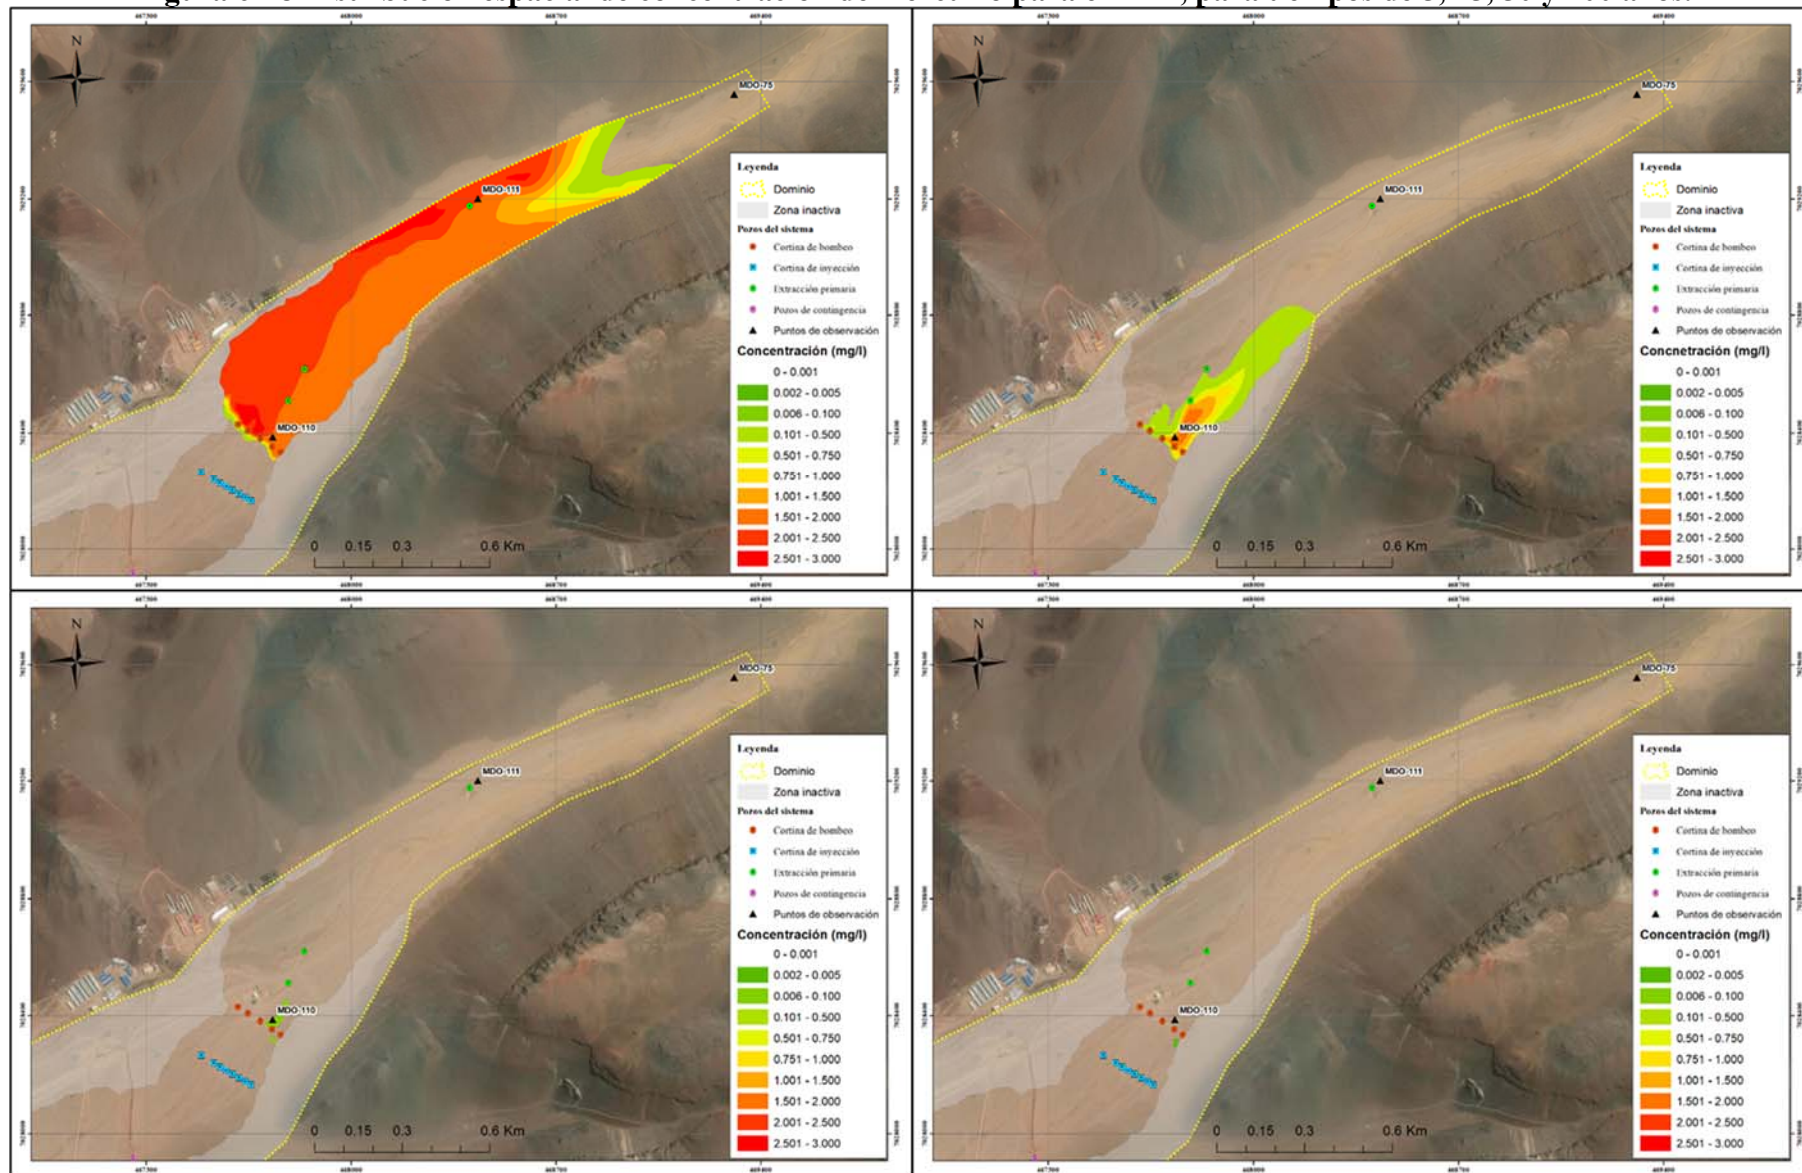 N
MDO-75
MDO-111
MDO-110
Leyenda
Dominio
Zona inactiva
Pozos del sistema
Cortina de bombeo
Cortina de inyección
Extracción primaria
Pozos de contingencia
Puntos de observación
Concentración (mg/l)
0 - 0.001
0.002 - 0.005
0.006 - 0.100
0.101 - 0.500
0.501 - 0.750
0.751 - 1.000
1.001 - 1.500
1.501 - 2.000
2.001 - 2.500
2.501 - 3.000
0 0.15 0.3 0.6 Km
N
MDO-75
MDO-111
MDO-110
Leyenda
Dominio
Zona inactiva
Pozos del sistema
Cortina de bombeo
Cortina de inyección
Extracción primaria
Pozos de contingencia
Puntos de observación
Concnetración (mg/l)
0 - 0.001
0.002 - 0.005
0.006 - 0.100
0.101 - 0.500
0.501 - 0.750
0.751 - 1.000
1.001 - 1.500
1.501 - 2.000
2.001 - 2.500
2.501 - 3.000
0 0.15 0.3 0.6 Km
N
MDO-75
MDO-111
MDO-110
Leyenda
Dominio
Zona inactiva
Pozos del sistema
Cortina de bombeo
Cortina de inyección
Extracción primaria
Pozos de contingencia
Puntos de observación
Concentración (mg/l)
0 - 0.001
0.002 - 0.005
0.006 - 0.100
0.101 - 0.500
0.501 - 0.750
0.751 - 1.000
1.001 - 1.500
1.501 - 2.000
2.001 - 2.500
2.501 - 3.000
0 0.15 0.3 0.6 Km
N
MDO-75
MDO-111
MDO-110
Leyenda
Dominio
Zona inactiva
Pozos del sistema
Cortina de bombeo
Cortina de inyección
Extracción primaria
Pozos de contingencia
Puntos de observación
Concentración (mg/l)
0 - 0.001
0.002 - 0.005
0.006 - 0.100
0.101 - 0.500
0.501 - 0.750
0.751 - 1.000
1.001 - 1.500
1.501 - 2.000
2.001 - 2.500
2.501 - 3.000
0 0.15 0.3 0.6 Km